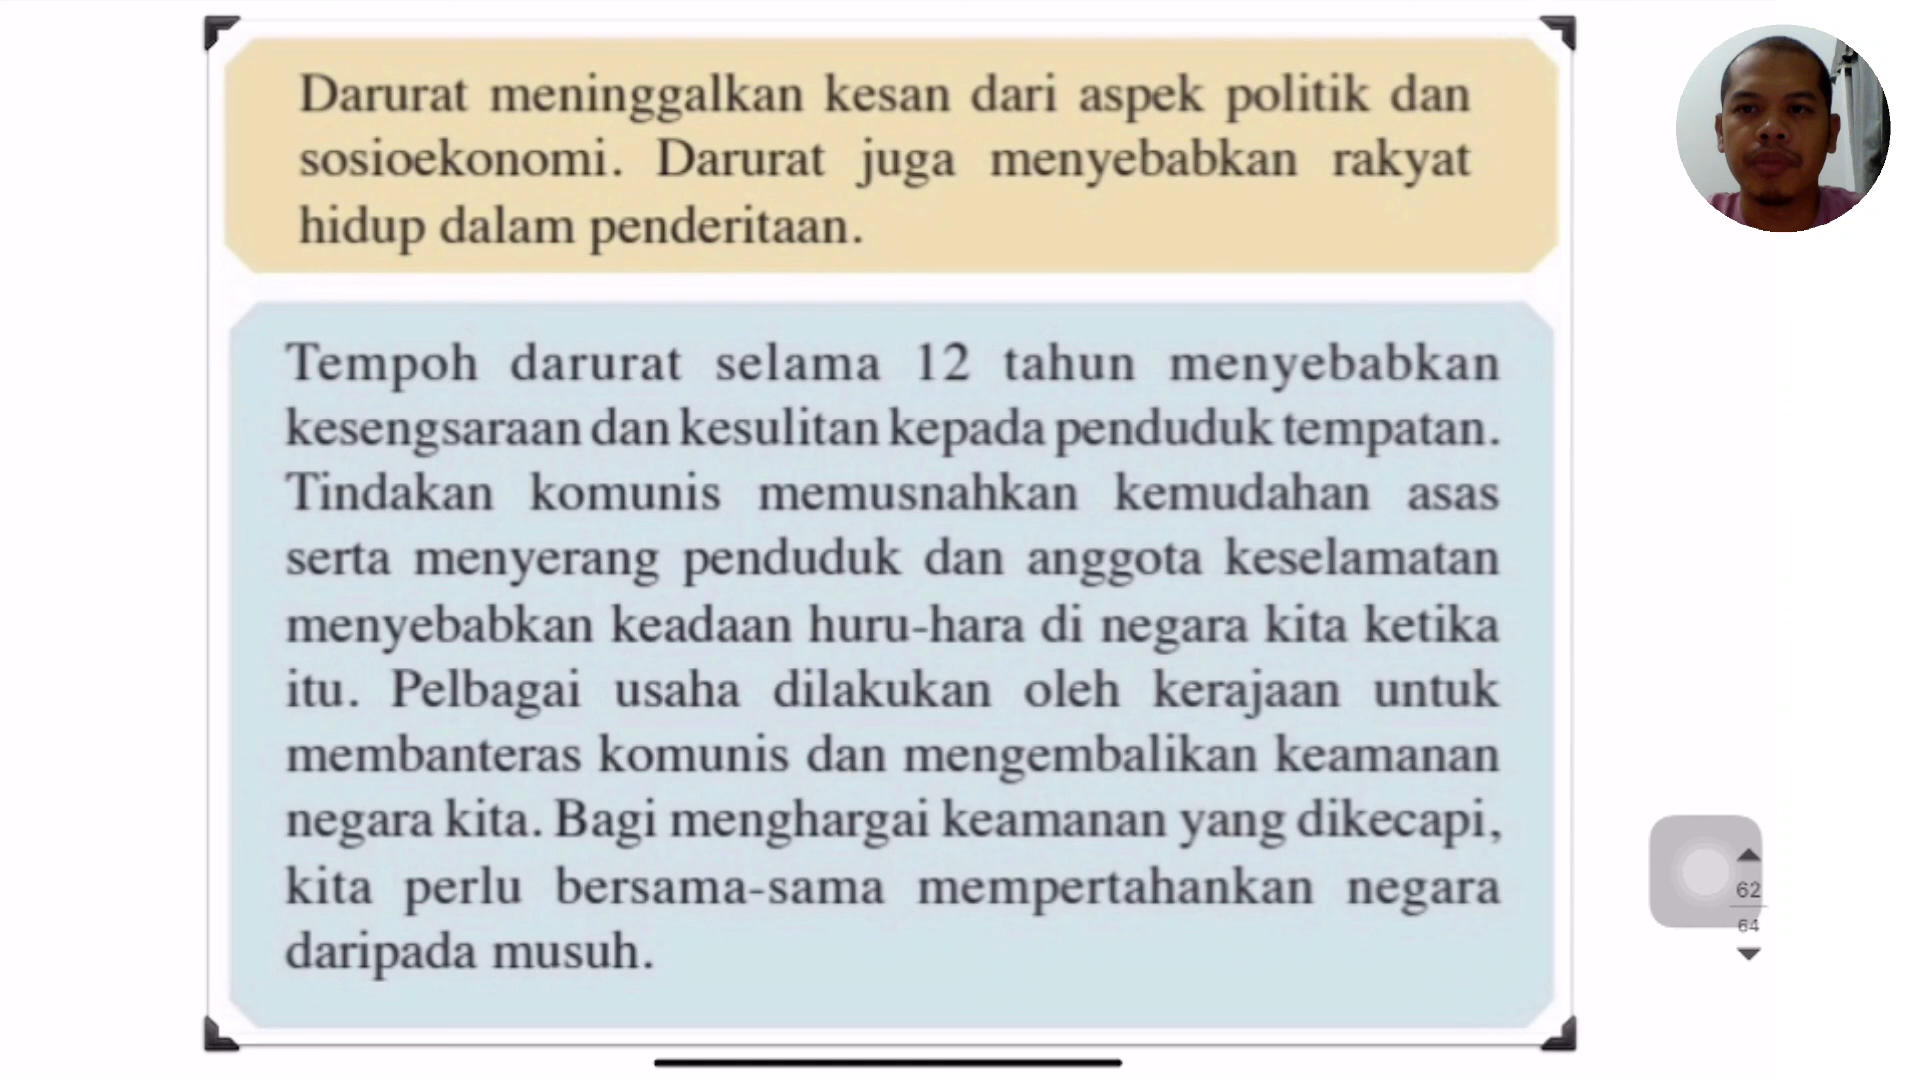 Darurat meninggalkan kesan dari aspek politik dan
sosioekonomi. Darurat juga menyebabkan rakyat
hidup dalam penderitaan.
Tempoh darurat selama 12 tahun menyebabkan
kesengsaraan dan kesulitan kepada penduduk tempatan.
Tindakan komunis memusnahkan kemudahan asas
serta menyerang penduduk dan anggota keselamatan
menyebabkan keadaan huru-hara di negara kita ketika
itu. Pelbagai usaha dilakukan oleh kerajaan untuk
membanteras komunis dan mengembalikan keamanan
negara kita. Bagi menghargai keamanan yang dikecapi,
kita perlu bersama-sama mempertahankan negara
daripada musuh.
62
64